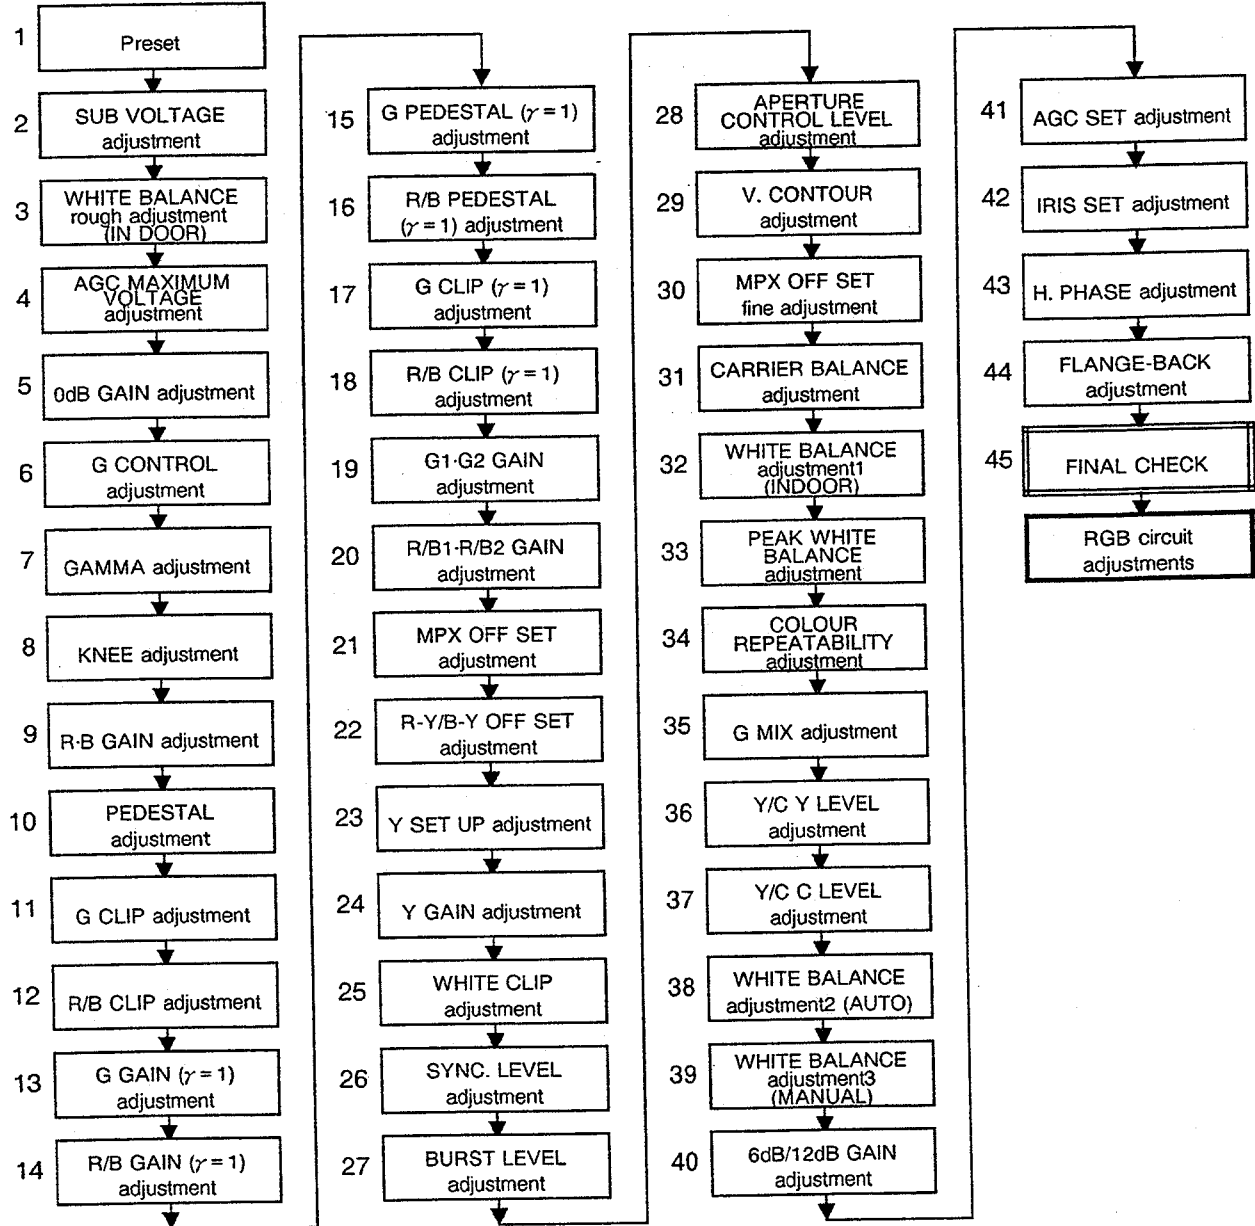 1
Preset
2
SUB VOLTAGE
adjustment
3
WHITE BALANCE
rough adjustment
(IN DOOR)
4
AGC MAXIMUM
VOLTAGE
adjustment
5
0dB GAIN adjustment
6
G CONTROL
adjustment
7
GAMMA adjustment
8
KNEE adjustment
9
R·B GAIN adjustment
10
PEDESTAL
adjustment
11
G CLIP adjustment
12
R/B CLIP adjustment
13
G GAIN (γ = 1)
adjustment
14
R/B GAIN (γ = 1)
adjustment
15
G PEDESTAL (γ = 1)
adjustment
16
R/B PEDESTAL
(γ = 1) adjustment
17
G CLIP (γ = 1)
adjustment
18
R/B CLIP (γ = 1)
adjustment
19
G1·G2 GAIN
adjustment
20
R/B1·R/B2 GAIN
adjustment
21
MPX OFF SET
adjustment
22
R-Y/B-Y OFF SET
adjustment
23
Y SET UP adjustment
24
Y GAIN adjustment
25
WHITE CLIP
adjustment
26
SYNC. LEVEL
adjustment
27
BURST LEVEL
adjustment
28
APERTURE
CONTROL LEVEL
adjustment
29
V. CONTOUR
adjustment
30
MPX OFF SET
fine adjustment
31
CARRIER BALANCE
adjustment
32
WHITE BALANCE
adjustment1
(INDOOR)
33
PEAK WHITE
BALANCE
adjustment
34
COLOUR
REPEATABILITY
adjustment
35
G MIX adjustment
36
Y/C Y LEVEL
adjustment
37
Y/C C LEVEL
adjustment
38
WHITE BALANCE
adjustment2 (AUTO)
39
WHITE BALANCE
adjustment3
(MANUAL)
40
6dB/12dB GAIN
adjustment
41
AGC SET adjustment
42
IRIS SET adjustment
43
H. PHASE adjustment
44
FLANGE-BACK
adjustment
45
FINAL CHECK
RGB circuit
adjustments